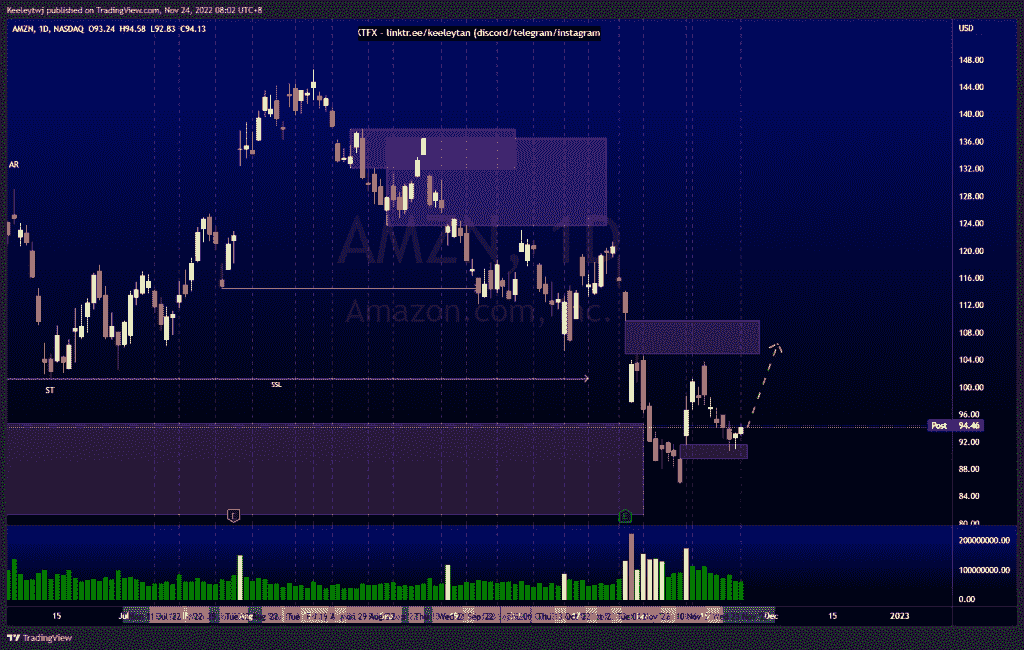 Keeleytwj published on TradingView.com, Nov 24, 2022 08:02 UTC+8
AMZN, 1D, NASDAQ O93.24 H94.58 L92.83 C94.13
KTFX - linktr.ee/keeleytan (discord/telegram/instagram
USD
148.00
144.00
140.00
136.00
132.00
128.00
124.00
120.00
116.00
112.00
108.00
104.00
100.00
96.00
Post 94.46
92.00
88.00
84.00
80.00
AR
AMZN, 1D
Amazon.com, Inc.
SSL
ST
E
E
200000000.00
100000000.00
0.00
15
Jul
Aug
Dec
15
2023
TradingView